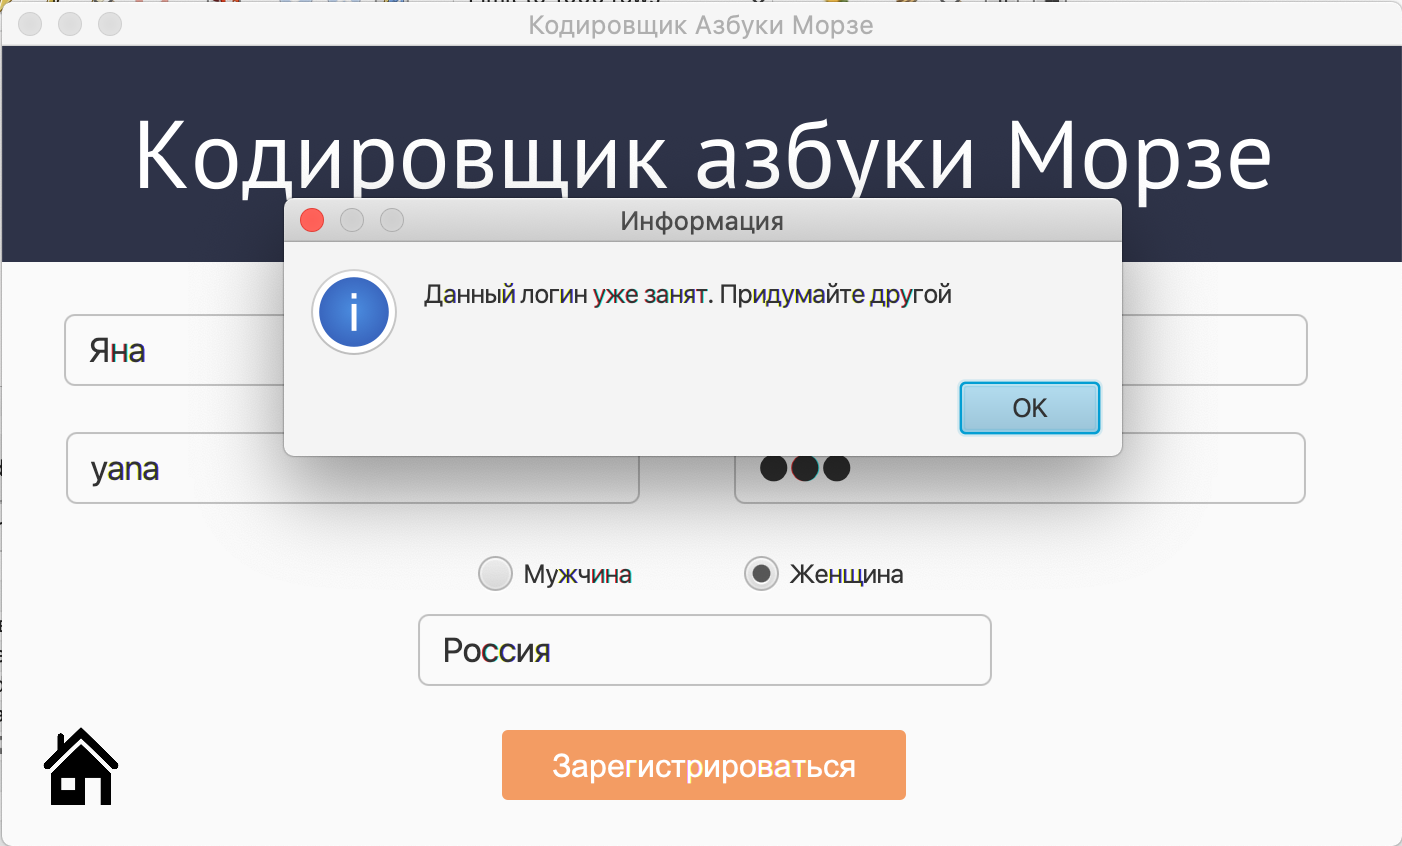 Кодировщик Азбуки Морзе
Кодировщик азбуки Морзе
Информация
Данный логин уже занят. Придумайте другой
OK
Яна
yana
Мужчина
Женщина
Россия
Зарегистрироваться